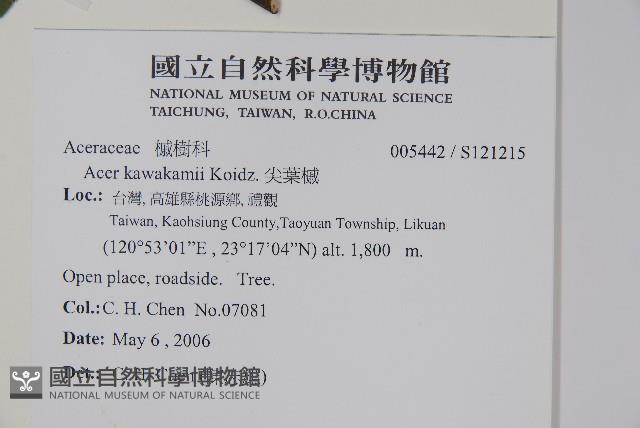 國立自然科學博物館
NATIONAL MUSEUM OF NATURAL SCIENCE
TAICHUNG, TAIWAN, R.O.CHINA
Aceraceae 槭樹科 005442 / S121215
Acer kawakamii Koidz. 尖葉槭
Loc.: 台灣, 高雄縣桃源鄉, 禮觀
Taiwan, Kaohsiung County,Taoyuan Township, Likuan
(120°53’01”E , 23°17’04”N) alt. 1,800 m.
Open place, roadside. Tree.
Col.:C. H. Chen No.07081
Date: May 6 , 2006
Det.:
國立自然科學博物館
NATIONAL MUSEUM OF NATURAL SCIENCE